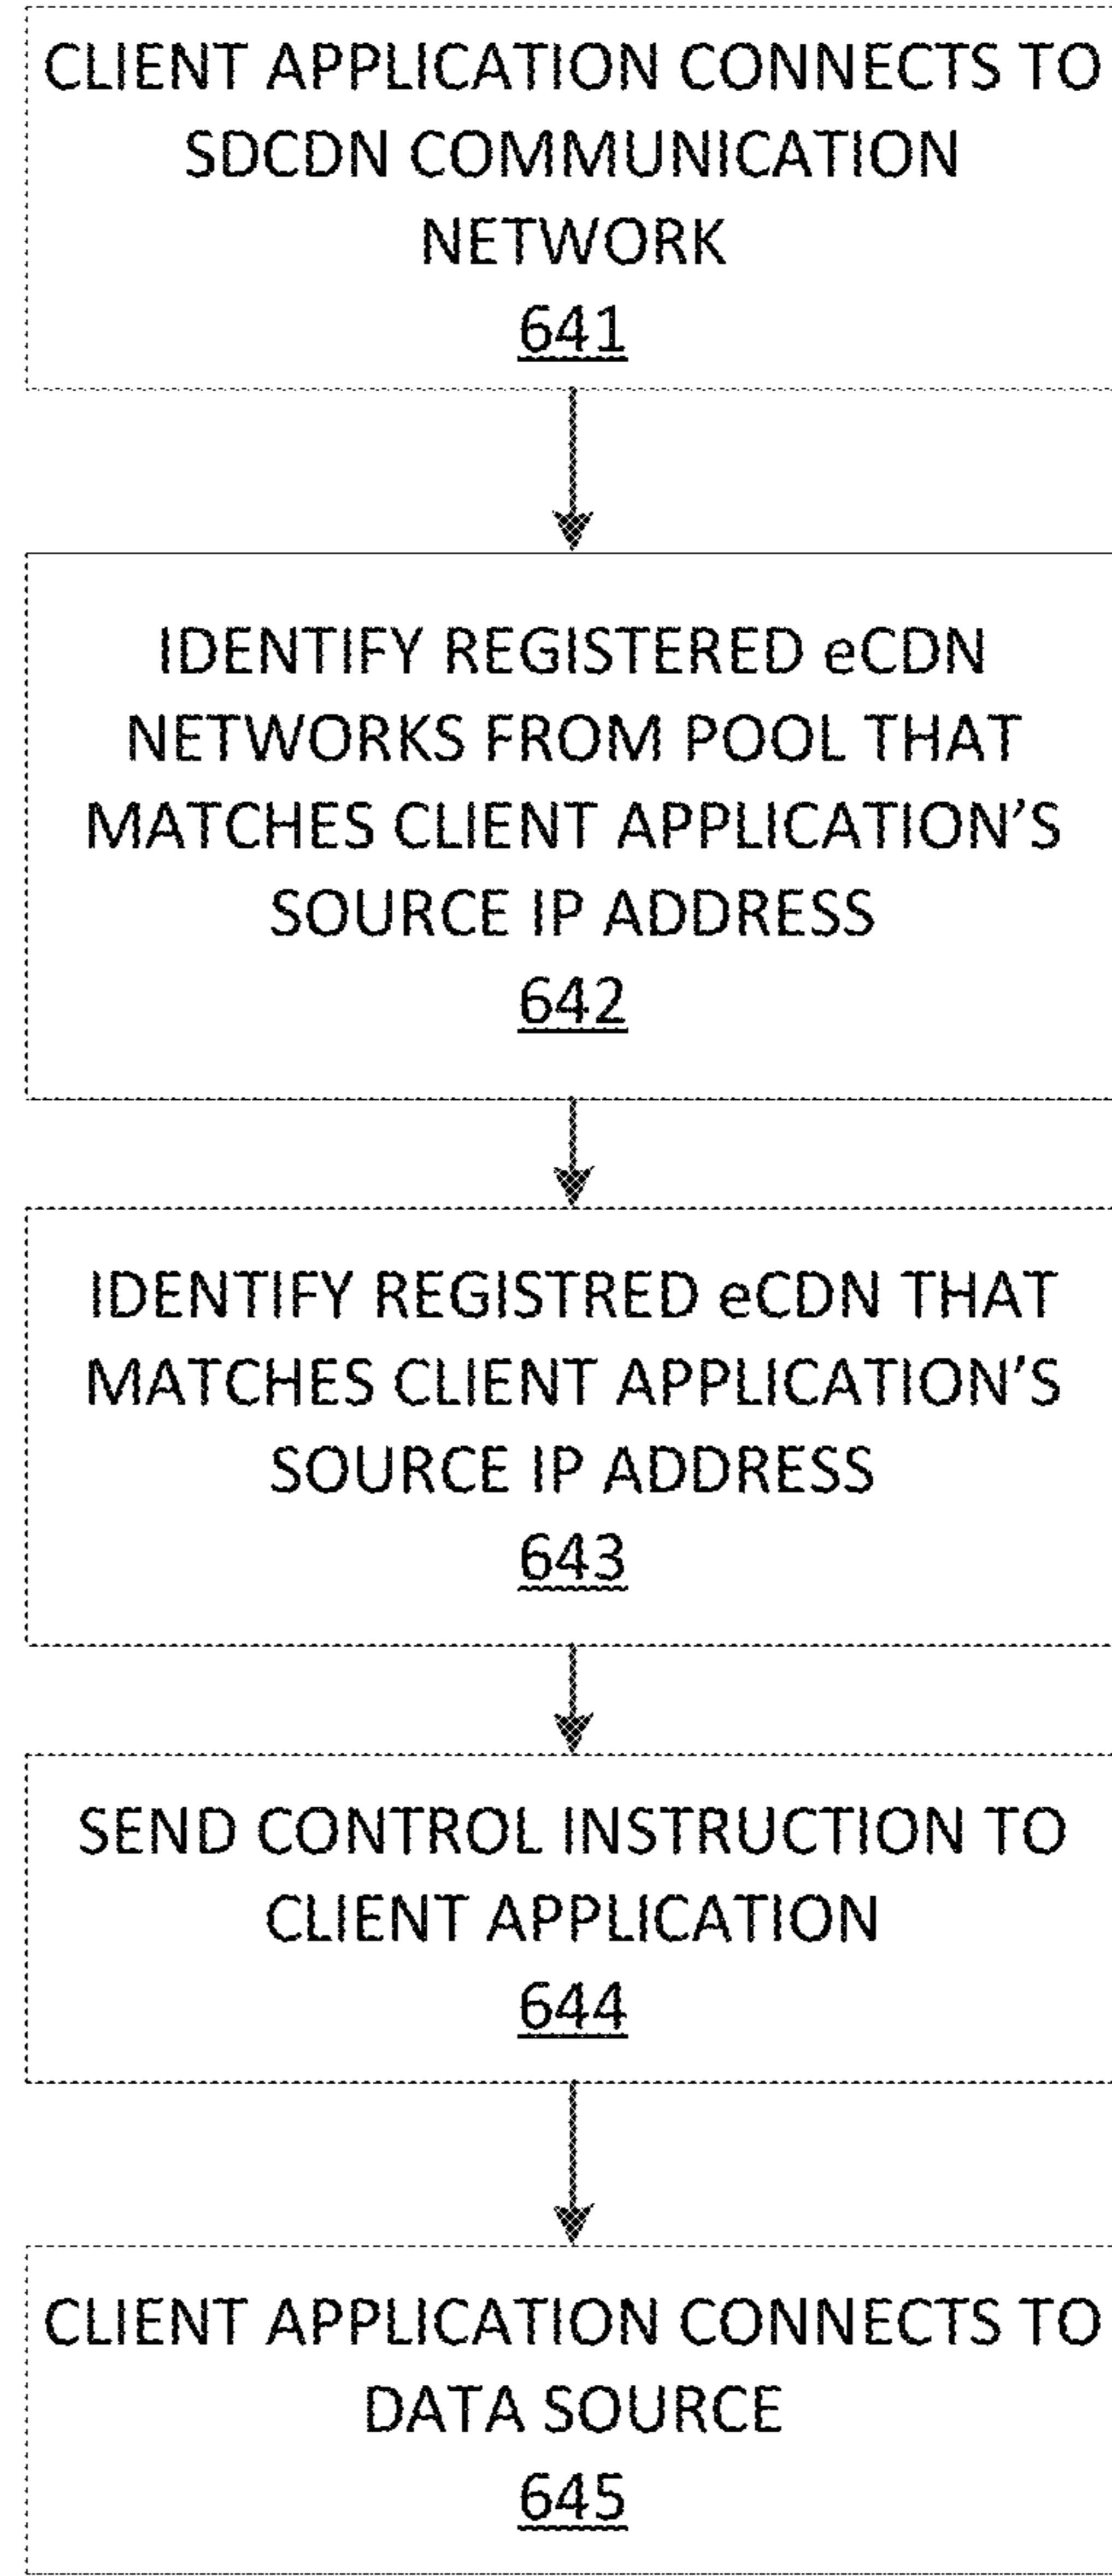 CLIENT APPLICATION CONNECTS TO
SDCDN COMMUNICATION
NETWORK
641
IDENTIFY REGISTERED eCDN
NETWORKS FROM POOL THAT
MATCHES CLIENT APPLICATION'S
SOURCE IP ADDRESS
642
IDENTIFY REGISTRED eCDN THAT
MATCHES CLIENT APPLICATION'S
SOURCE IP ADDRESS
643
SEND CONTROL INSTRUCTION TO
CLIENT APPLICATION
644
CLIENT APPLICATION CONNECTS TO
DATA SOURCE
645